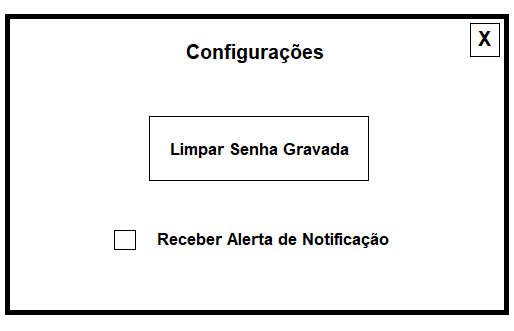 X
Configurações
Limpar Senha Gravada
Receber Alerta de Notificação